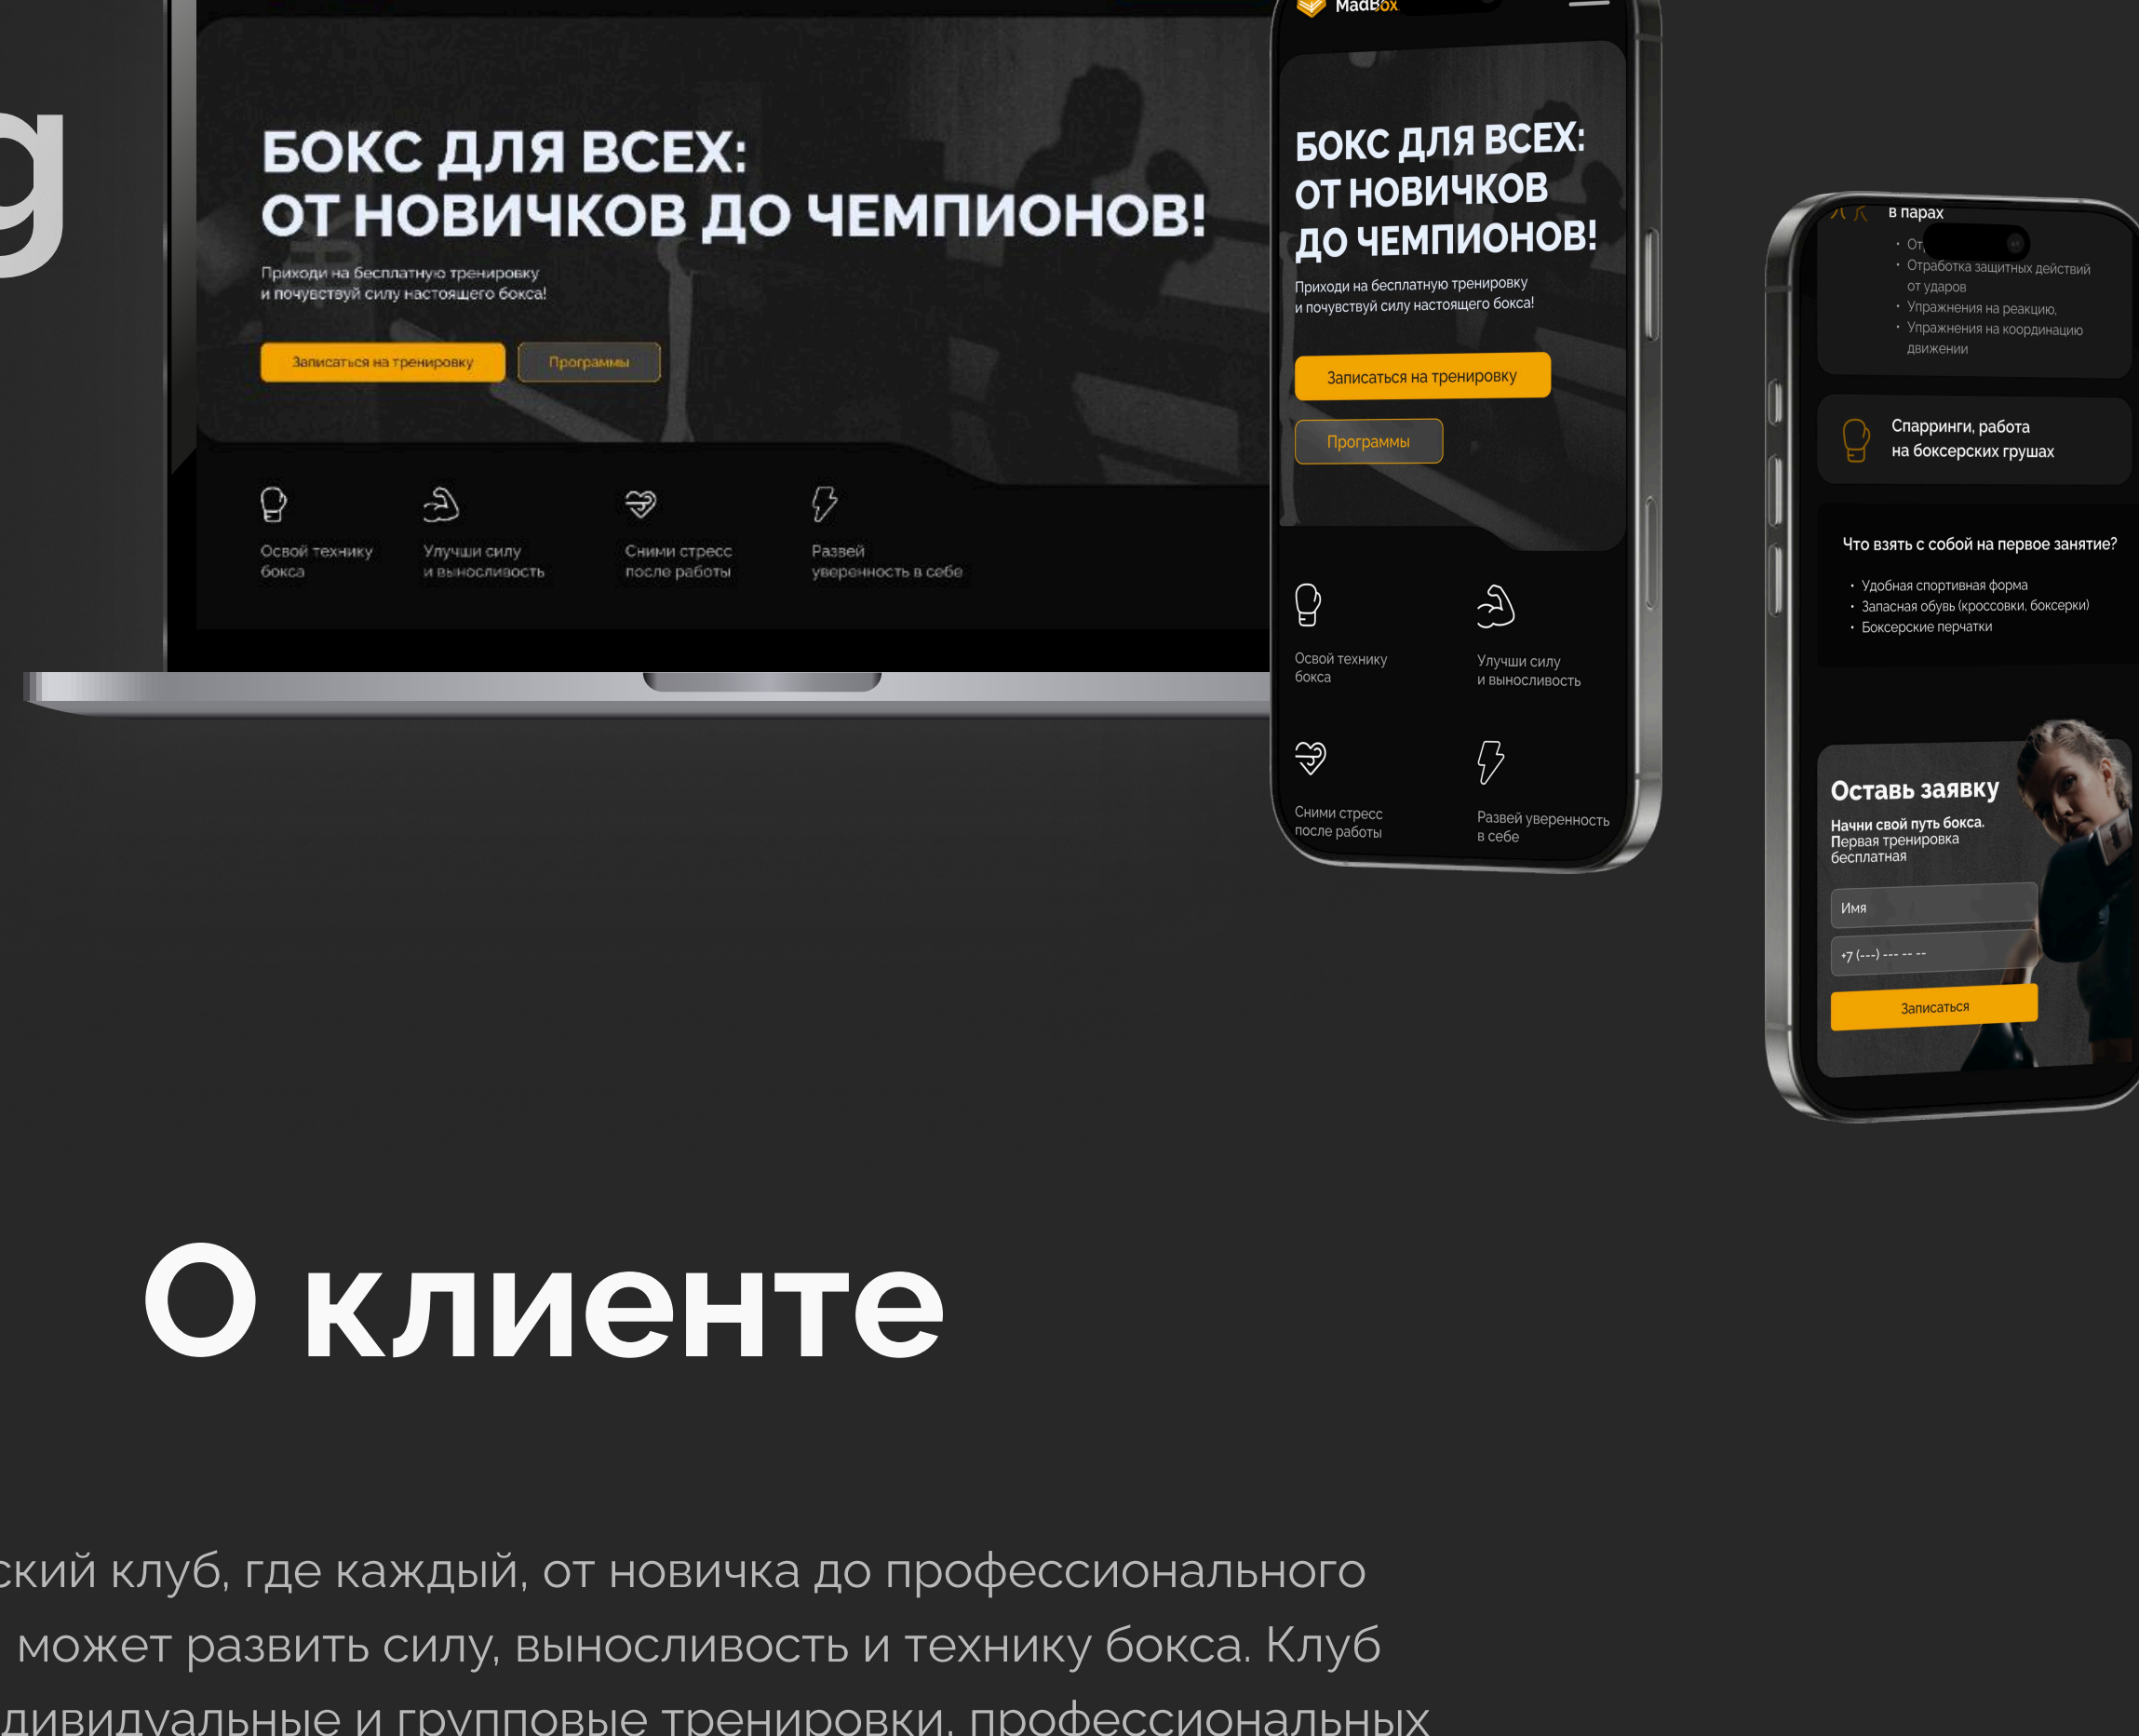 g
БОКС ДЛЯ ВСЕХ:
ОТ НОВИЧКОВ ДО ЧЕМПИОНОВ!
Приходи на бесплатную тренировку
и почувствуй силу настоящего бокса!
Записаться на тренировку
Программы
Освой технику
бокса
Улучши силу
и выносливость
Сними стресс
после работы
Развей
уверенность в себе
MadBox
БОКС ДЛЯ ВСЕХ:
ОТ НОВИЧКОВ
ДО ЧЕМПИОНОВ!
Приходи на бесплатную тренировку
и почувствуй силу настоящего бокса!
Записаться на тренировку
Программы
Освой технику
бокса
Улучши силу
и выносливость
Сними стресс
после работы
Развей уверенность
в себе
в парах
• Отработка защитных действий
от ударов
• Упражнения на реакцию,
• Упражнения на координацию
движении
Спарринги, работа
на боксерских грушах
Что взять с собой на первое занятие?
• Удобная спортивная форма
• Запасная обувь (кроссовки, боксерки)
• Боксерские перчатки
Оставь заявку
Начни свой путь бокса.
Первая тренировка
бесплатная
Имя
+7 (---) --- -- --
Записаться
О клиенте
ский клуб, где каждый, от новичка до профессионального
может развить силу, выносливость и технику бокса. Клуб
дивидуальные и групповые тренировки, профессиональных